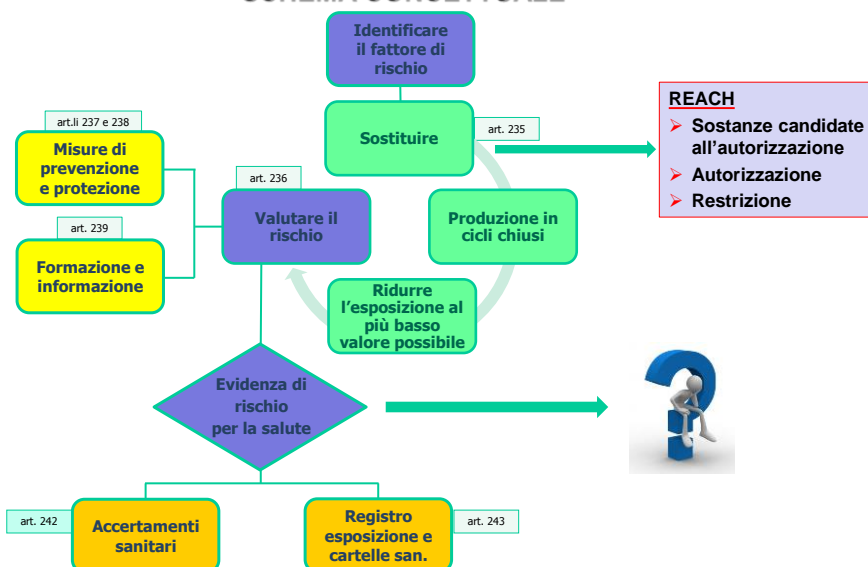 Identificare
il fattore di
rischio
art.li 237 e 238
Sostituire
art. 235
REACH
Sostanze candidate
all'autorizzazione
Autorizzazione
Restrizione
Misure di
prevenzione
e protezione
art. 236
art. 239
Valutare il
rischio
Produzione in
cicli chiusi
Formazione e
informazione
Ridurre
l'esposizione al
più basso
valore possibile
Evidenza di
rischio
per la salute
art. 242
Accertamenti
sanitari
Registro
esposizione e
cartelle san.
art. 243